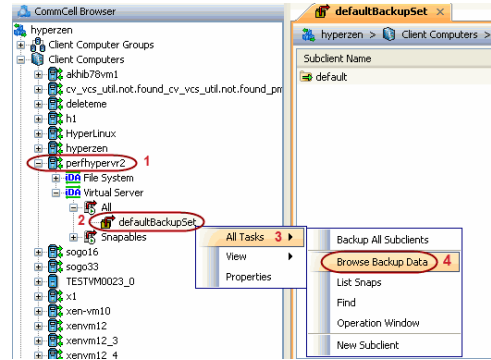 CommCell Browser
hyperzen
Client Computer Groups
Client Computers
akhib78vm1
cv_vcs_util.not.found_cv_vcs_util.not.found_pm
deleteme
h1
HyperLinux
hyperzen
perfhypervr2 1
iDA File System
iDA Virtual Server
All
2 defaultBackupSet
Snapables
sogo16
sogo33
TESTVM0023_0
x1
xen-vm10
xenvm12
xenvm12_3
xenvm12_4
defaultBackupSet
hyperzen > Client Computers >
Subclient Name
default
All Tasks 3
View
Properties
Backup All Subclients
Browse Backup Data 4
List Snaps
Find
Operation Window
New Subclient